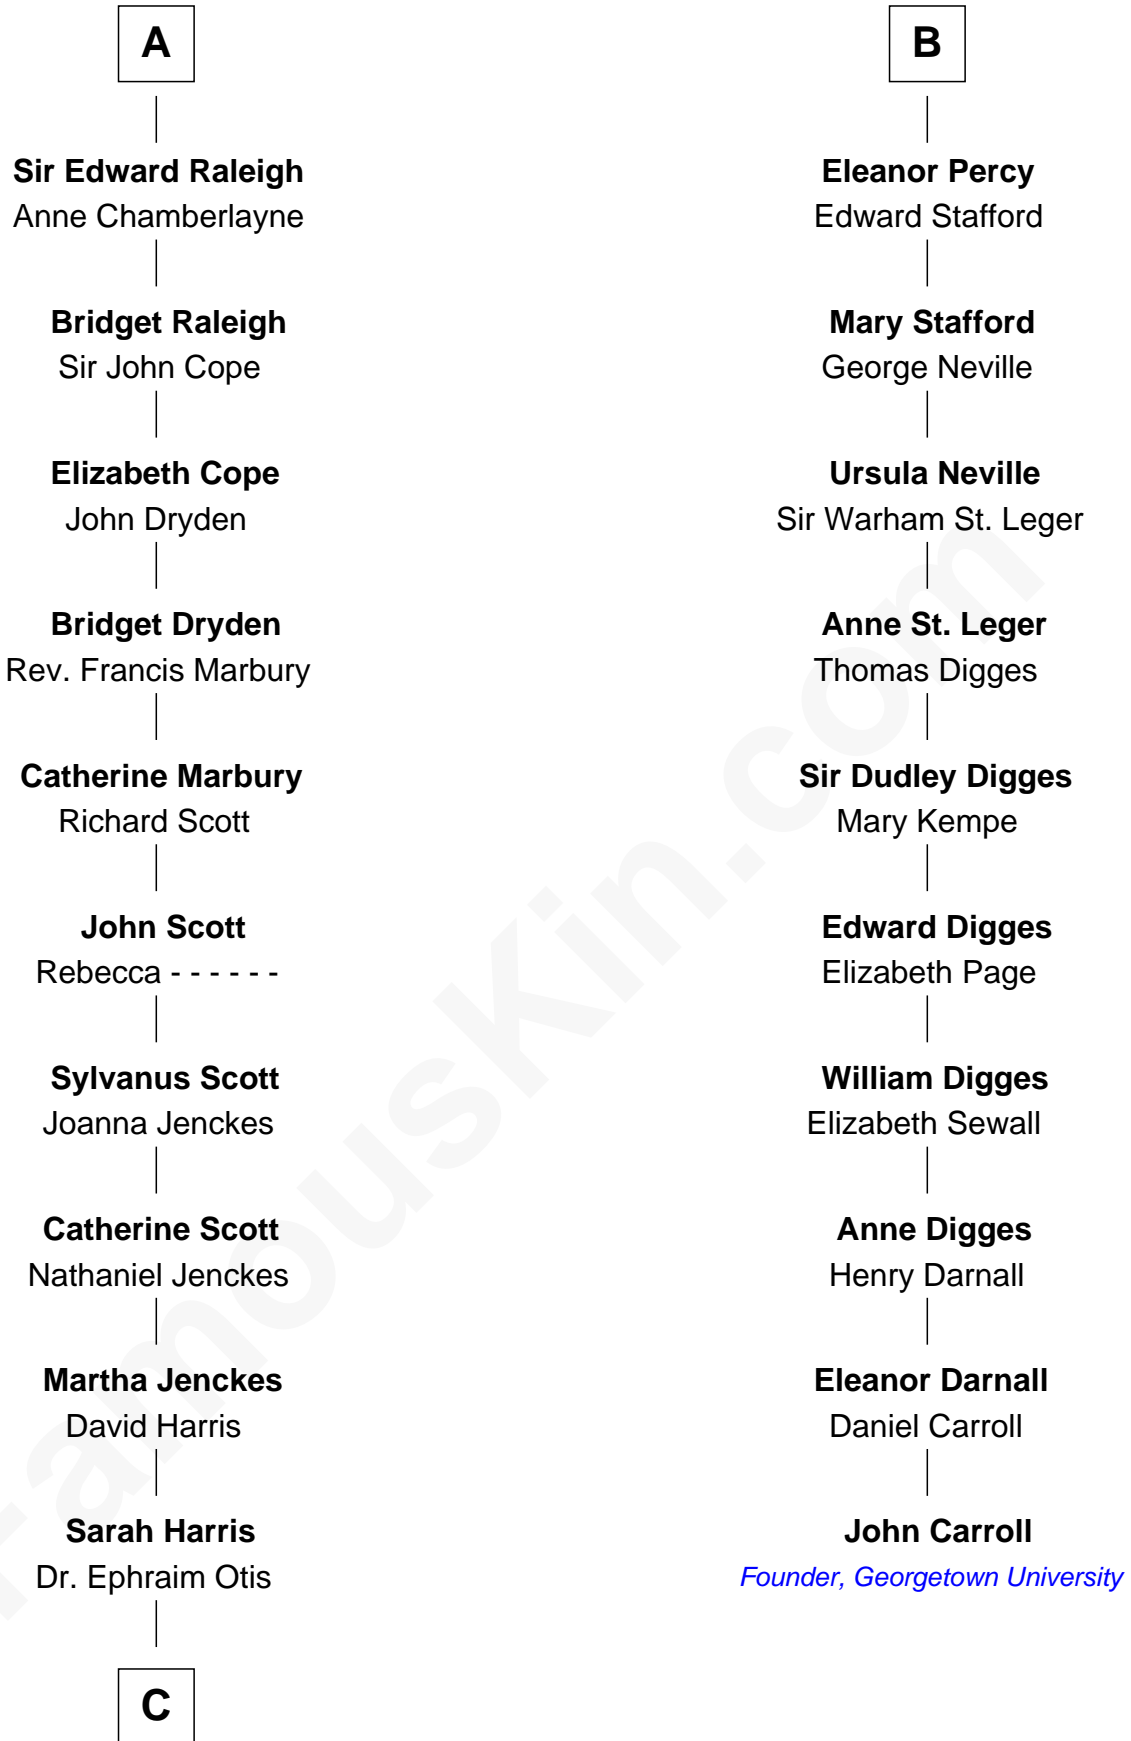 A
Sir Edward Raleigh
Anne Chamberlayne
Bridget Raleigh
Sir John Cope
Elizabeth Cope
John Dryden
Bridget Dryden
Rev. Francis Marbury
Catherine Marbury
Richard Scott
John Scott
Rebecca - - - - - -
Sylvanus Scott
Joanna Jenckes
Catherine Scott
Nathaniel Jenckes
Martha Jenckes
David Harris
Sarah Harris
Dr. Ephraim Otis
C
B
Eleanor Percy
Edward Stafford
Mary Stafford
George Neville
Ursula Neville
Sir Warham St. Leger
Anne St. Leger
Thomas Digges
Sir Dudley Digges
Mary Kempe
Edward Digges
Elizabeth Page
William Digges
Elizabeth Sewall
Anne Digges
Henry Darnall
Eleanor Darnall
Daniel Carroll
John Carroll
Founder, Georgetown University
FamousKin.com